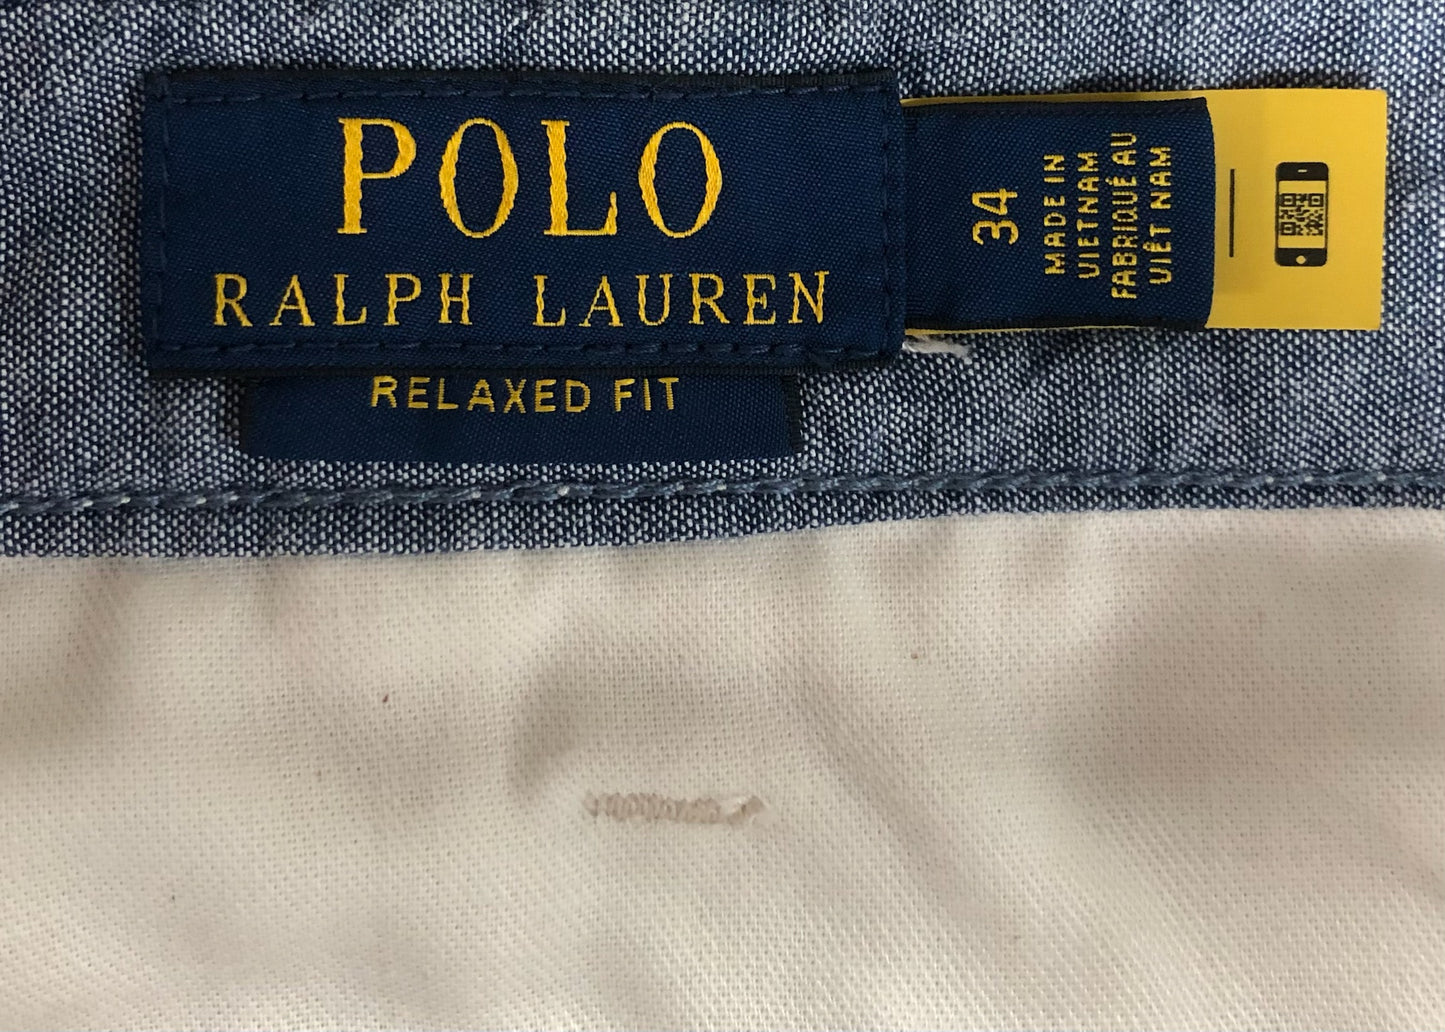 POLO
RALPH LAUREN
RELAXED FIT
34
MADE IN
VIETNAM
FABRIQUÉ AU
VIÊT NAM